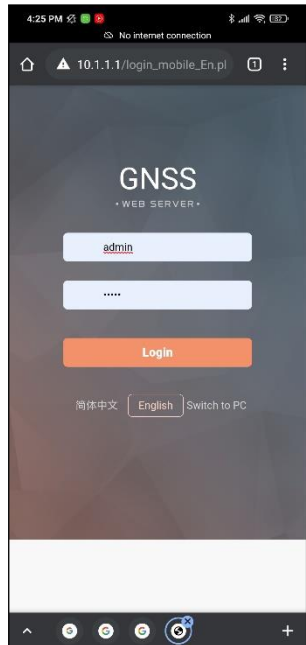 4:25 PM
No internet connection
10.1.1.1/login_mobile_En.pl
1
GNSS
• WEB SERVER •
admin
•••••
Login
简体中文 English Switch to PC